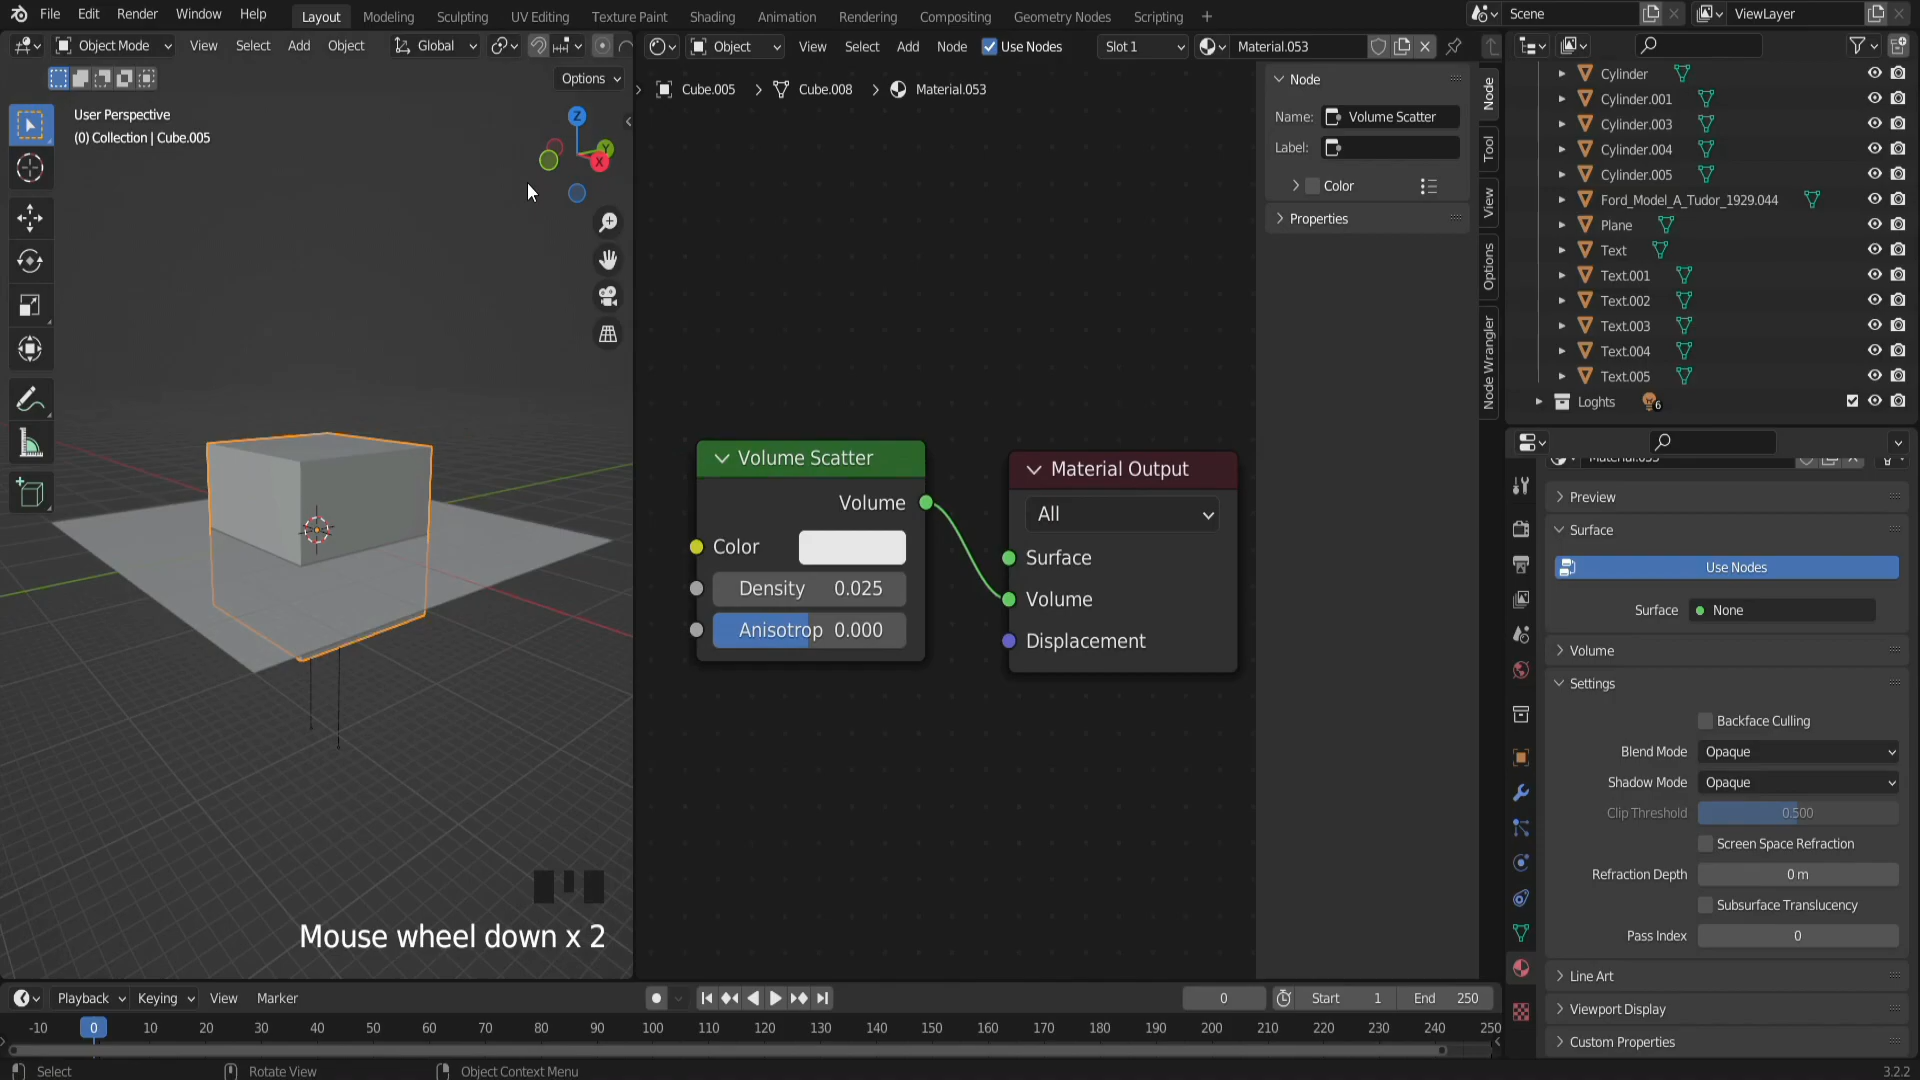 File Edit Render Window Help Layout Modeling Sculpting UV Editing Texture Paint Shading Animation Rendering Compositing Geometry Nodes Scripting + Scene ViewLayer
Object Mode View Select Add Object Global Object View Select Add Node Use Nodes Slot 1 Material.053
Options
Cube.005 > Cube.008 > Material.053
User Perspective
(0) Collection | Cube.005
Z
Y
X
Node
Name: Volume Scatter
Label:
Color
Properties
Node
Tool
View
Options
Node Wrangler
Volume Scatter
Volume
Color
Density 0.025
Anisotrop 0.000
Material Output
All
Surface
Volume
Displacement
Mouse wheel down x 2
Cylinder
Cylinder.001
Cylinder.003
Cylinder.004
Cylinder.005
Ford_Model_A_Tudor_1929.044
Plane
Text
Text.001
Text.002
Text.003
Text.004
Text.005
Loghts 6
Preview
Surface
Use Nodes
Surface None
Volume
Settings
Backface Culling
Blend Mode Opaque
Shadow Mode Opaque
Clip Threshold 0.500
Screen Space Refraction
Refraction Depth 0 m
Subsurface Translucency
Pass Index 0
Line Art
Viewport Display
Custom Properties
Playback Keying View Marker 0 Start 1 End 250
-10 0 10 20 30 40 50 60 70 80 90 100 110 120 130 140 150 160 170 180 190 200 210 220 230 240 250
Select Rotate View Object Context Menu 3.2.2